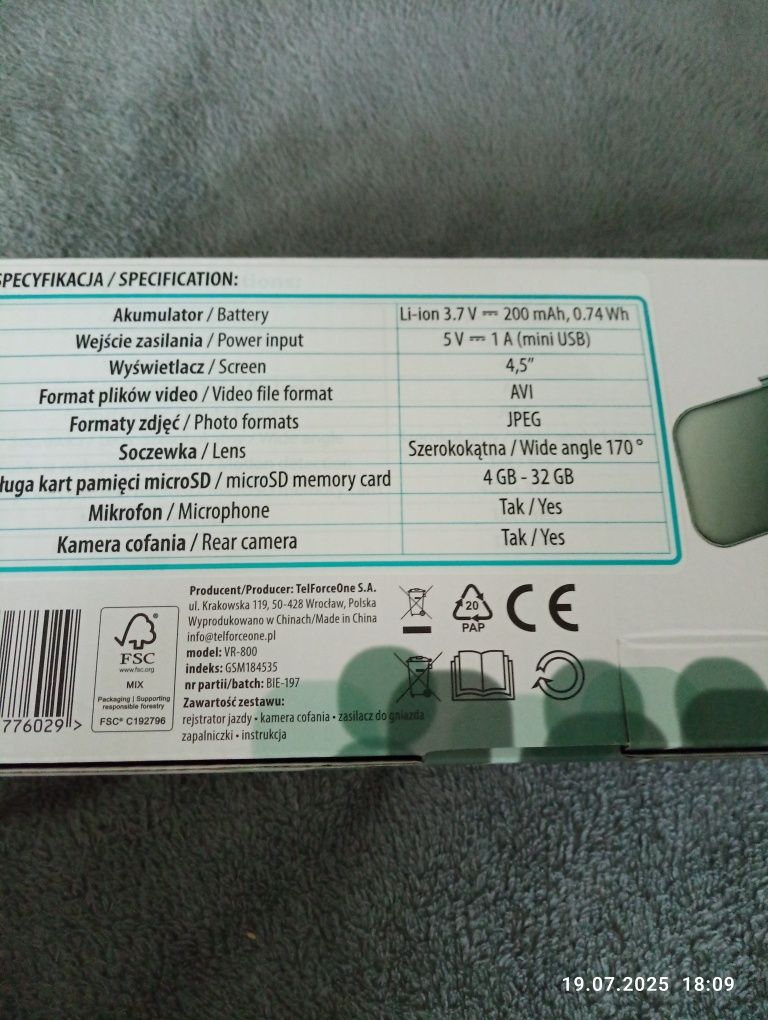 SPECYFIKACJA / SPECIFICATION:
Akumulator / Battery Li-ion 3.7 V ⎓ 200 mAh, 0.74 Wh
Wejście zasilania / Power input 5 V ⎓ 1 A (mini USB)
Wyświetlacz / Screen 4,5”
Format plików video / Video file format AVI
Formaty zdjęć / Photo formats JPEG
Soczewka / Lens Szerokokątna / Wide angle 170°
ługa kart pamięci microSD / microSD memory card 4 GB - 32 GB
Mikrofon / Microphone Tak / Yes
Kamera cofania / Rear camera Tak / Yes
776029 >
FSC
www.fsc.org
MIX
Packaging | Supporting
responsible forestry
FSC® C192796
Producent/Producer: TelForceOne S.A.
ul. Krakowska 119, 50-428 Wrocław, Polska
Wyprodukowano w Chinach/Made in China
info@telforceone.pl
model: VR-800
indeks: GSM184535
nr partii/batch: BIE-197
Zawartość zestawu:
rejstrator jazdy • kamera cofania • zasilacz do gniazda
zapalniczki • instrukcja
20
PAP
CE
19.07.2025 18:09